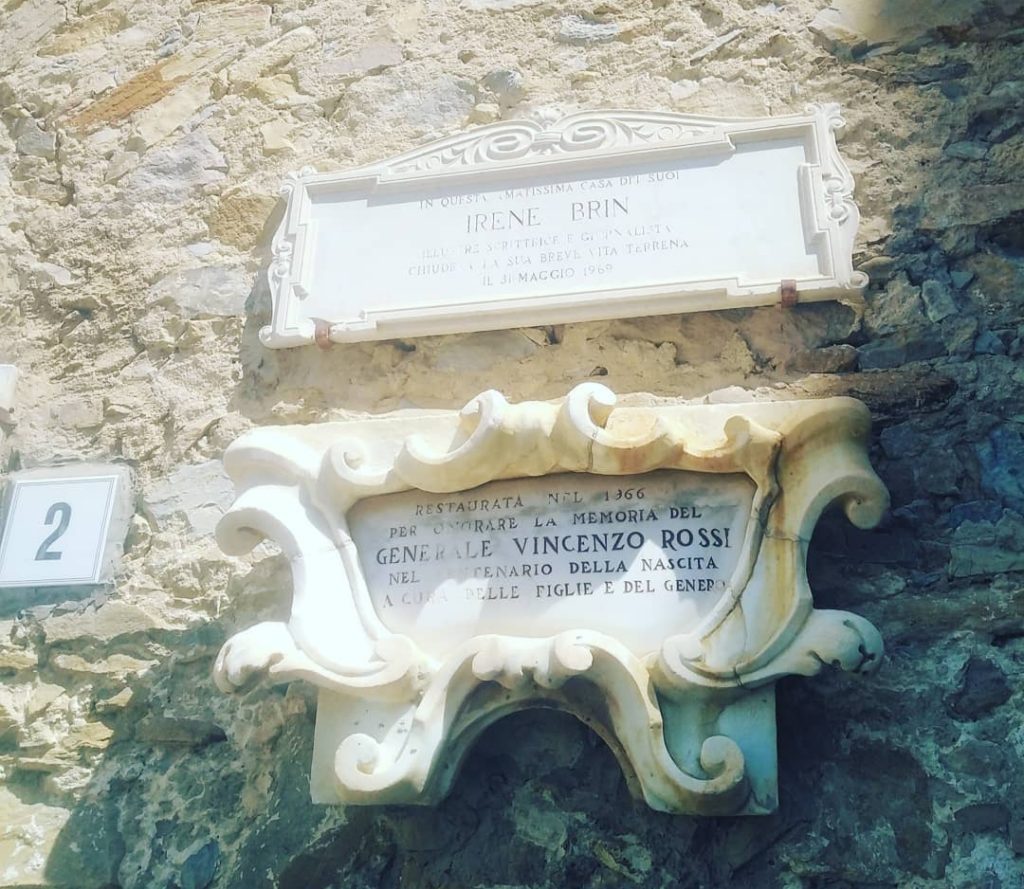 IN QUESTA AMATISSIMA CASA DEI SUOI
IRENE BRIN
ILLUSTRE SCRITTRICE E GIORNALISTA
CHIUDEVA LA SUA BREVE VITA TERRENA
IL 31 MAGGIO 1969
2
RESTAURATA NEL 1966
PER ONORARE LA MEMORIA DEL
GENERALE VINCENZO ROSSI
NEL CENTENARIO DELLA NASCITA
A CURA DELLE FIGLIE E DEL GENERO